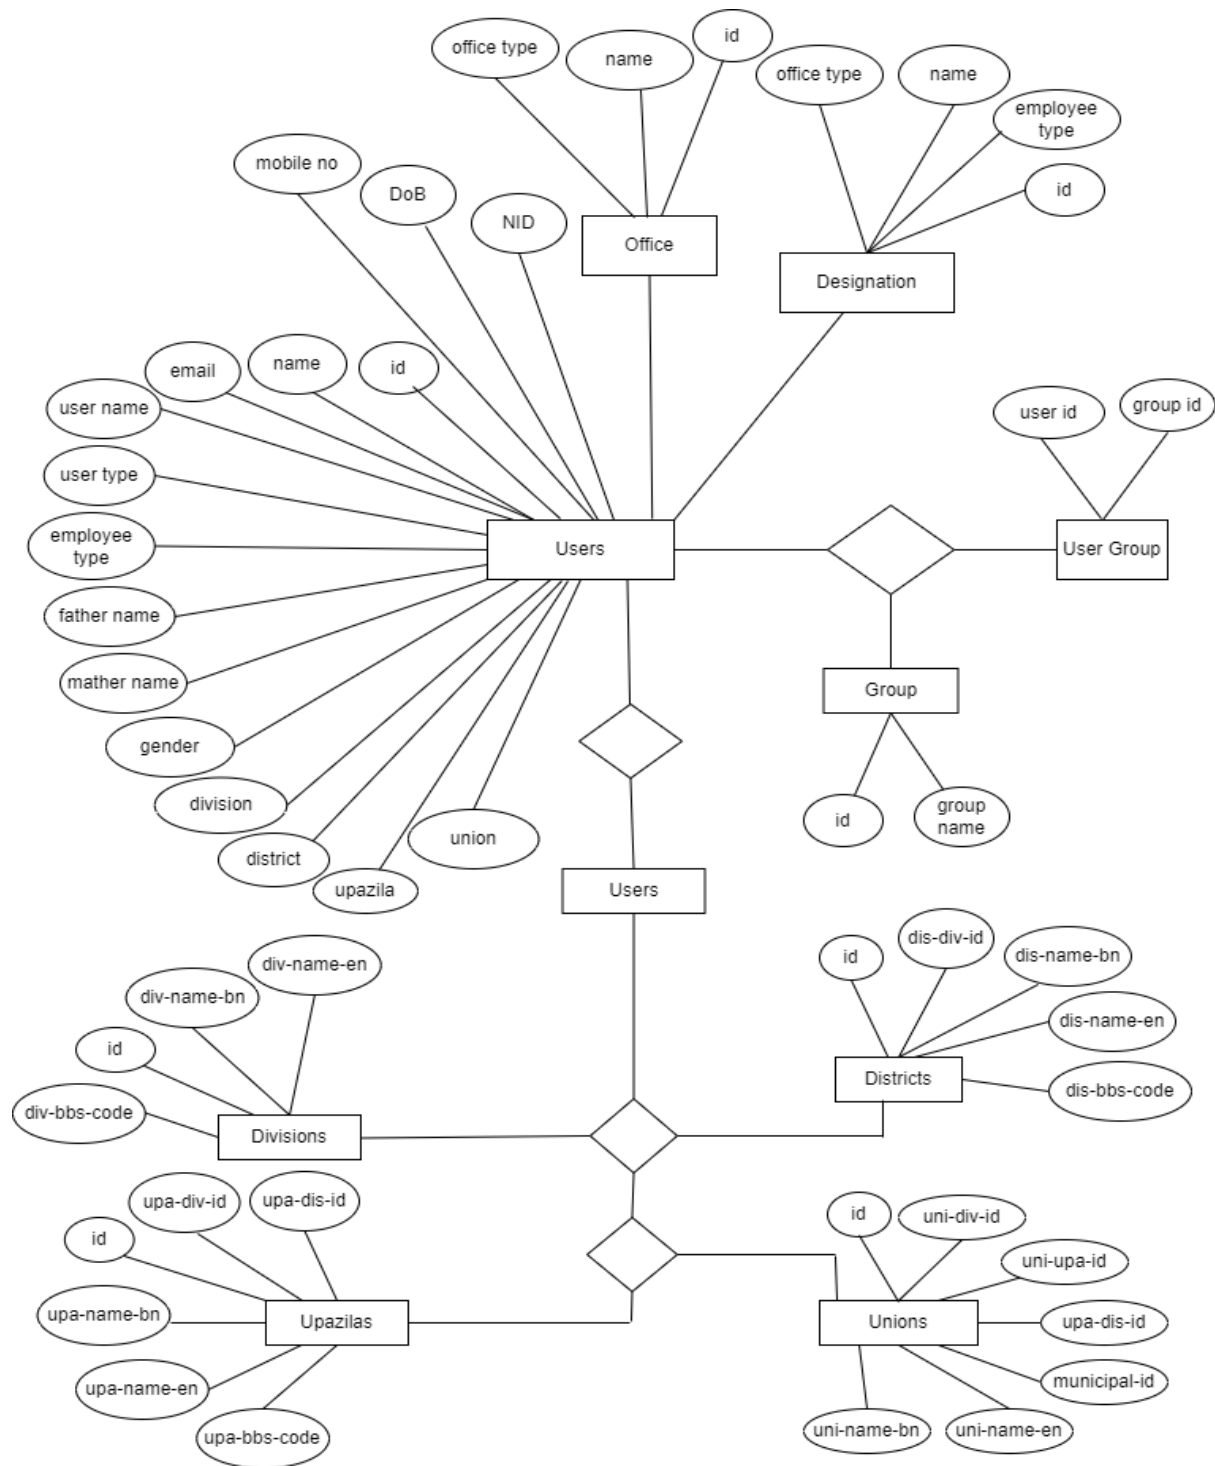 office type
name
id
office type
name
employee
type
id
mobile no
DoB
NID
Office
Designation
email
name
id
user name
user id
group id
user type
employee
type
Users
User Group
father name
mather name
Group
gender
division
id
group
name
district
upazila
union
Users
div-name-en
div-name-bn
id
div-bbs-code
Divisions
id
dis-div-id
dis-name-bn
dis-name-en
dis-bbs-code
Districts
upa-div-id
upa-dis-id
id
upa-name-bn
Upazilas
upa-name-en
upa-bbs-code
id
uni-div-id
uni-upa-id
Unions
upa-dis-id
municipal-id
uni-name-bn
uni-name-en